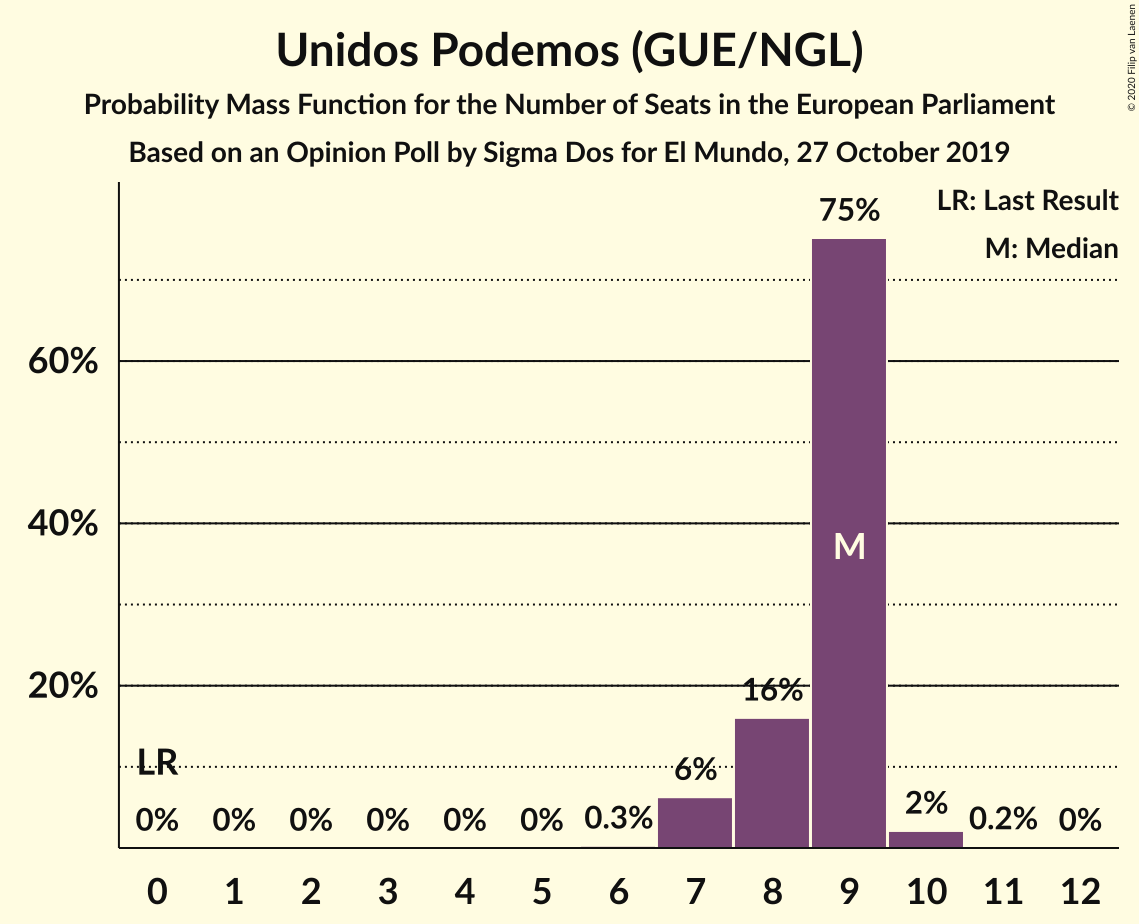 Unidos Podemos (GUE/NGL)
Probability Mass Function for the Number of Seats in the European Parliament
Based on an Opinion Poll by Sigma Dos for El Mundo, 27 October 2019
© 2020 Filip van Laenen
LR: Last Result
M: Median
75%
60%
40%
M
20%
16%
LR
6%
0% 0% 0% 0% 0% 0% 0.3% 2% 0.2% 0%
0 1 2 3 4 5 6 7 8 9 10 11 12